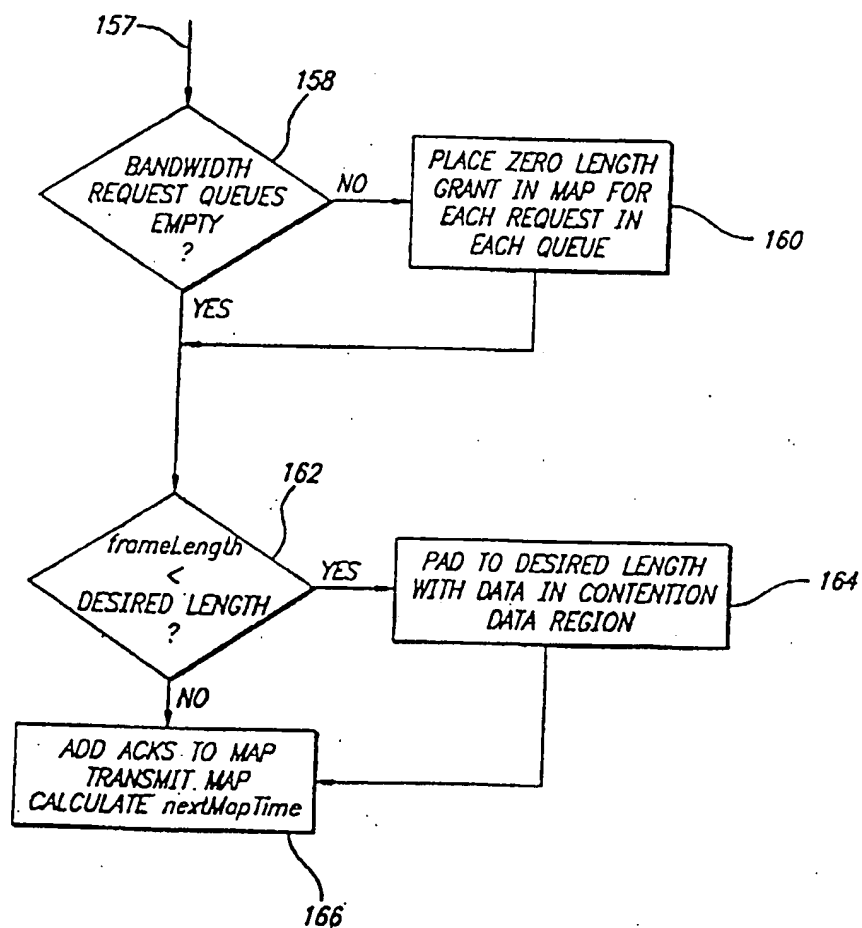 157
158
BANDWIDTH
REQUEST QUEUES
EMPTY
?
NO
PLACE ZERO LENGTH
GRANT IN MAP FOR
EACH REQUEST IN
EACH QUEUE
160
YES
162
frameLength
<
DESIRED LENGTH
?
YES
PAD TO DESIRED LENGTH
WITH DATA IN CONTENTION
DATA REGION
164
NO
ADD ACKS TO MAP
TRANSMIT MAP
CALCULATE nextMapTime
166